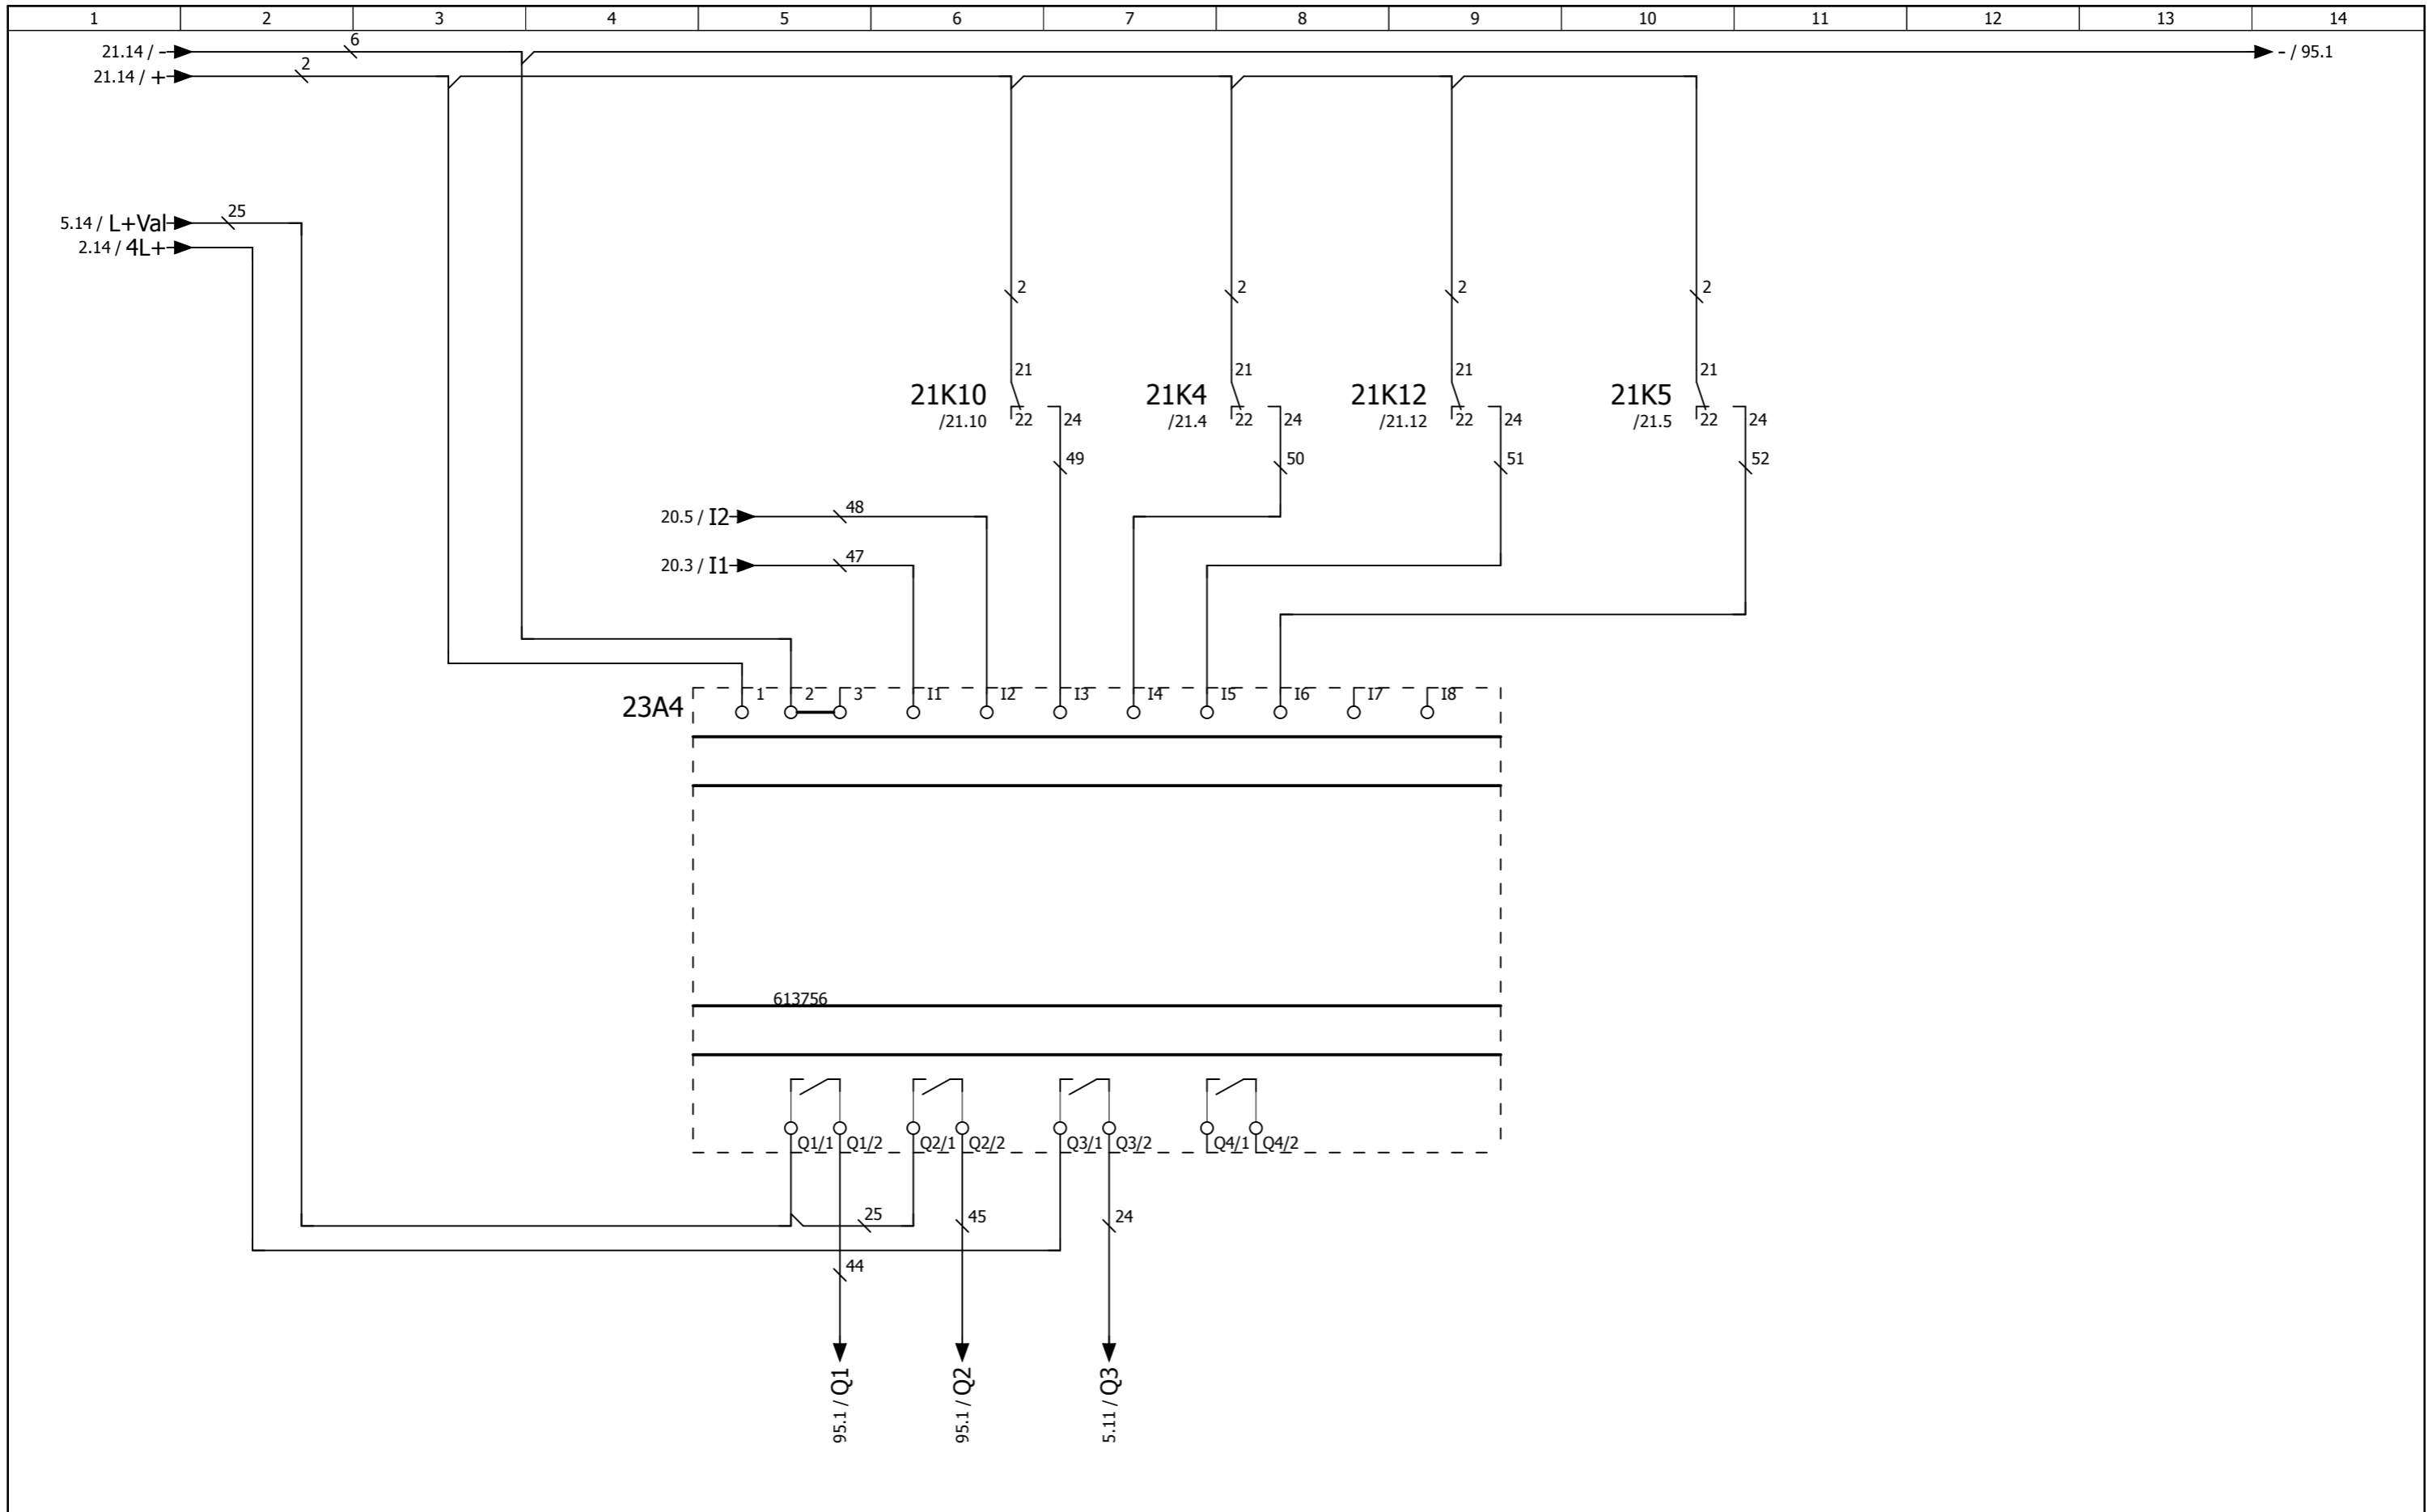 1 2 3 4 5 6 7 8 9 10 11 12 13 14
6
21.14 / - - / 95.1
2
21.14 / +
25
5.14 / L+Val
2.14 / 4L+
2 2 2 2
21 21 21 21
21K10 21K4 21K12 21K5
/21.10 22 24 /21.4 22 24 /21.12 22 24 /21.5 22 24
49 50 51 52
48
20.5 / I2
47
20.3 / I1
23A4 1 2 3 I1 I2 I3 I4 I5 I6 I7 I8
613756
Q1/1 Q1/2 Q2/1 Q2/2 Q3/1 Q3/2 Q4/1 Q4/2
25 45 24
44
95.1 / Q1
95.1 / Q2
5.11 / Q3